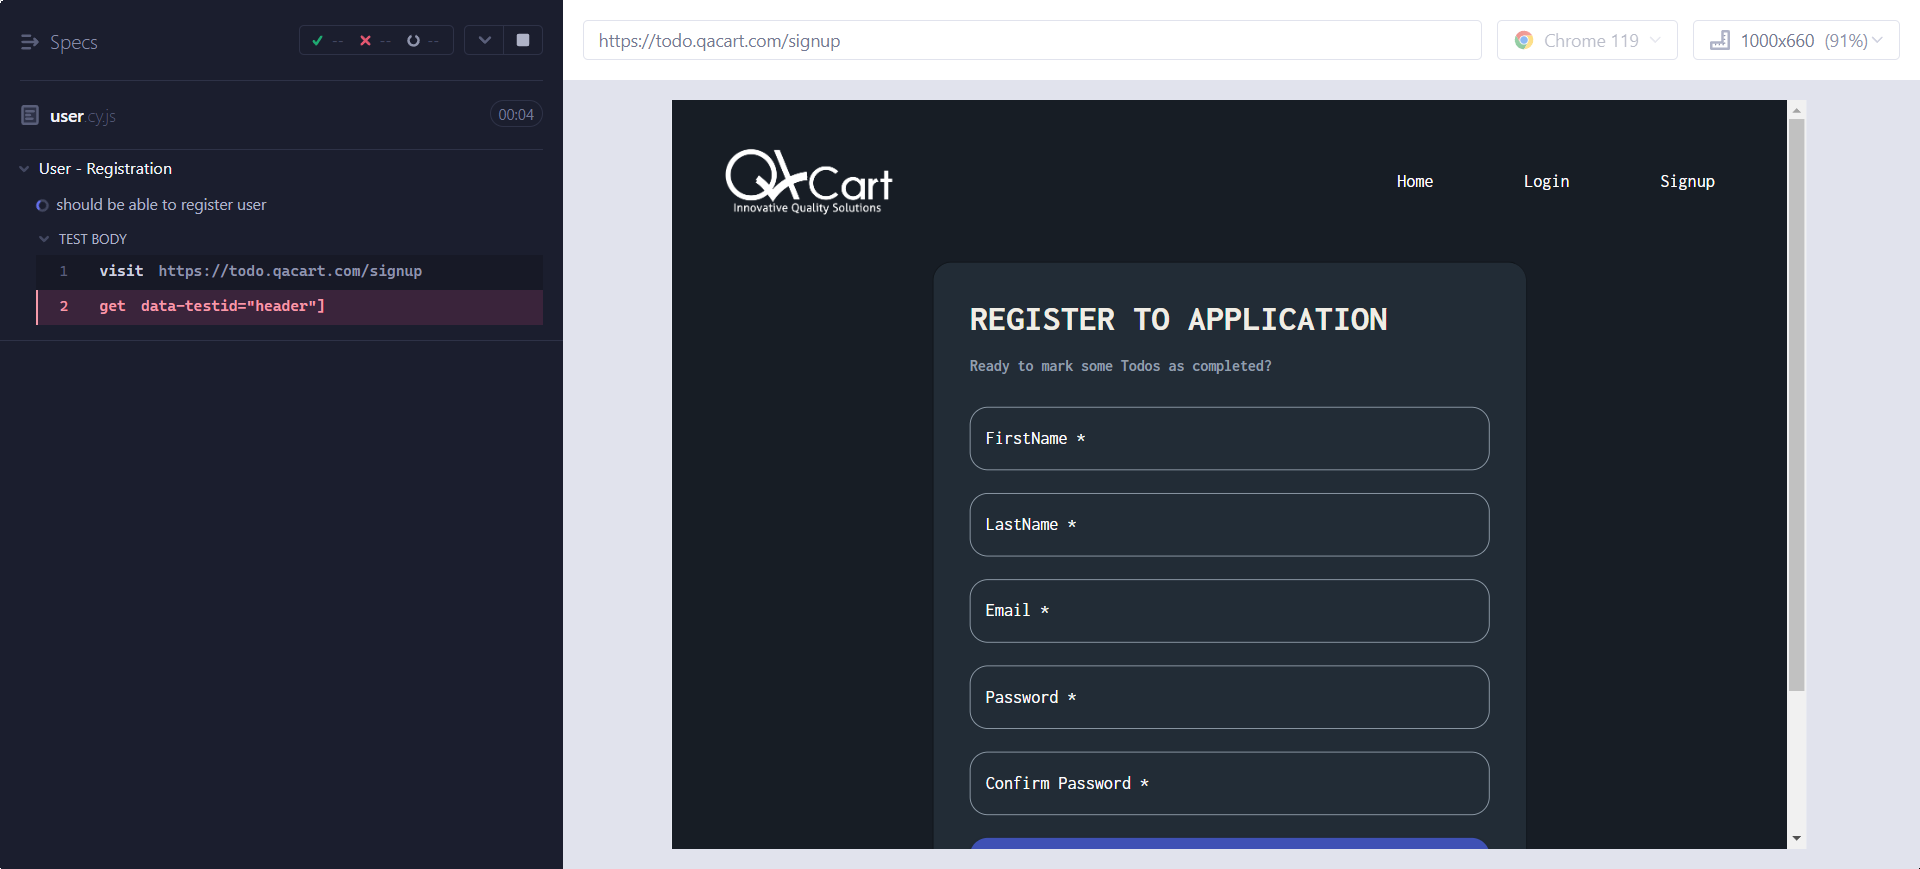 Specs
--
--
--
user.cy.js
00:04
User - Registration
should be able to register user
TEST BODY
1 visit https://todo.qacart.com/signup
2 get data-testid="header"]
https://todo.qacart.com/signup
Chrome 119
1000x660 (91%)
QACart
Innovative Quality Solutions
Home
Login
Signup
REGISTER TO APPLICATION
Ready to mark some Todos as completed?
FirstName *
LastName *
Email *
Password *
Confirm Password *